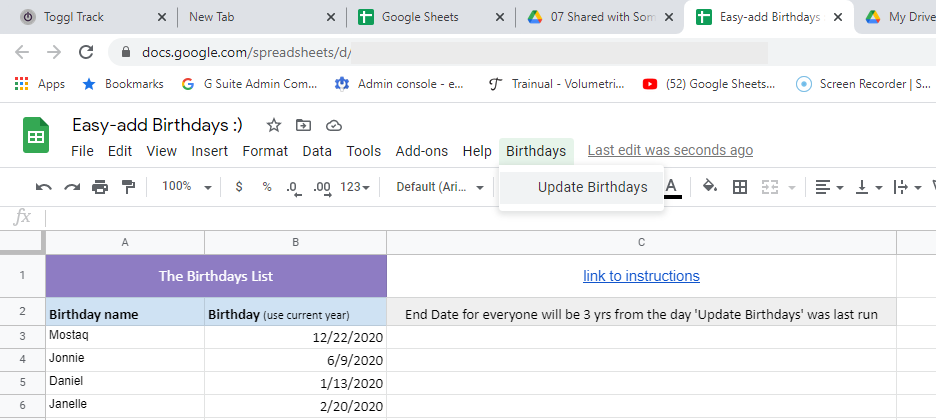 Toggl Track
New Tab
Google Sheets
07 Shared with Som
Easy-add Birthdays
My Drive
docs.google.com/spreadsheets/d/
Apps
Bookmarks
G Suite Admin Com...
Admin console - e...
Trainual - Volumetri...
(52) Google Sheets...
Screen Recorder | S...
Easy-add Birthdays :)
File Edit View Insert Format Data Tools Add-ons Help Birthdays Last edit was seconds ago
100% $ % .0 .00 123 Default (Ari... A
Update Birthdays
fx
A B C
1 The Birthdays List link to instructions
2 Birthday name Birthday (use current year) End Date for everyone will be 3 yrs from the day 'Update Birthdays' was last run
3 Mostaq 12/22/2020
4 Jonnie 6/9/2020
5 Daniel 1/13/2020
6 Janelle 2/20/2020